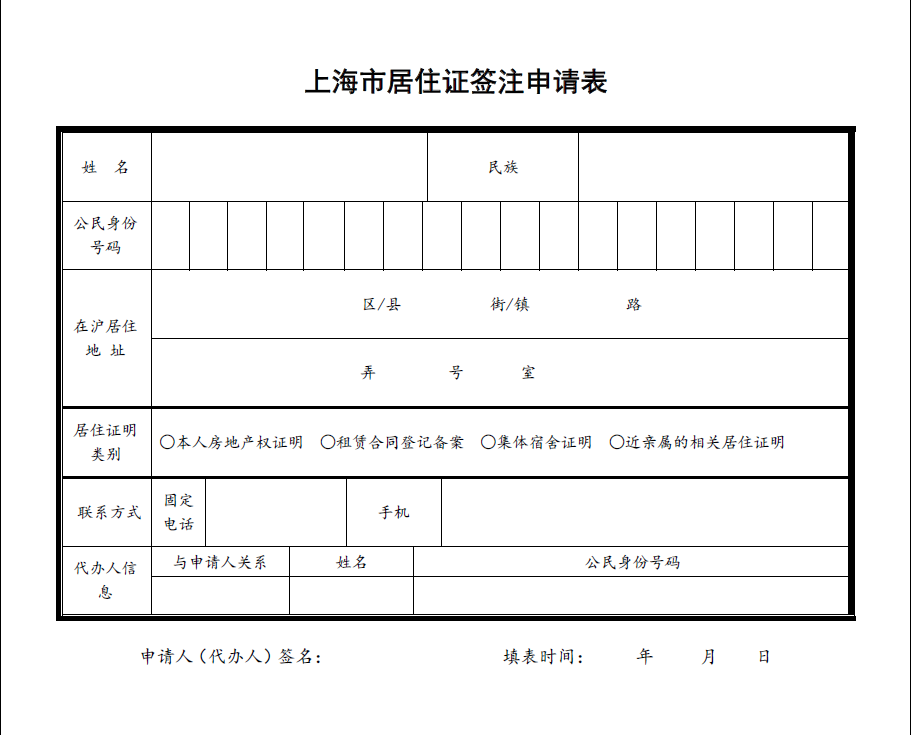 上海市居住证签注申请表
姓 名 民族
公民身份
号码
在沪居住
地 址
区/县 街/镇 路
弄 号 室
居住证明
类别
○本人房地产权证明 ○租赁合同登记备案 ○集体宿舍证明 ○近亲属的相关居住证明
联系方式
固定
电话
手机
代办人信
息
与申请人关系 姓名 公民身份号码
申请人（代办人）签名： 填表时间： 年 月 日